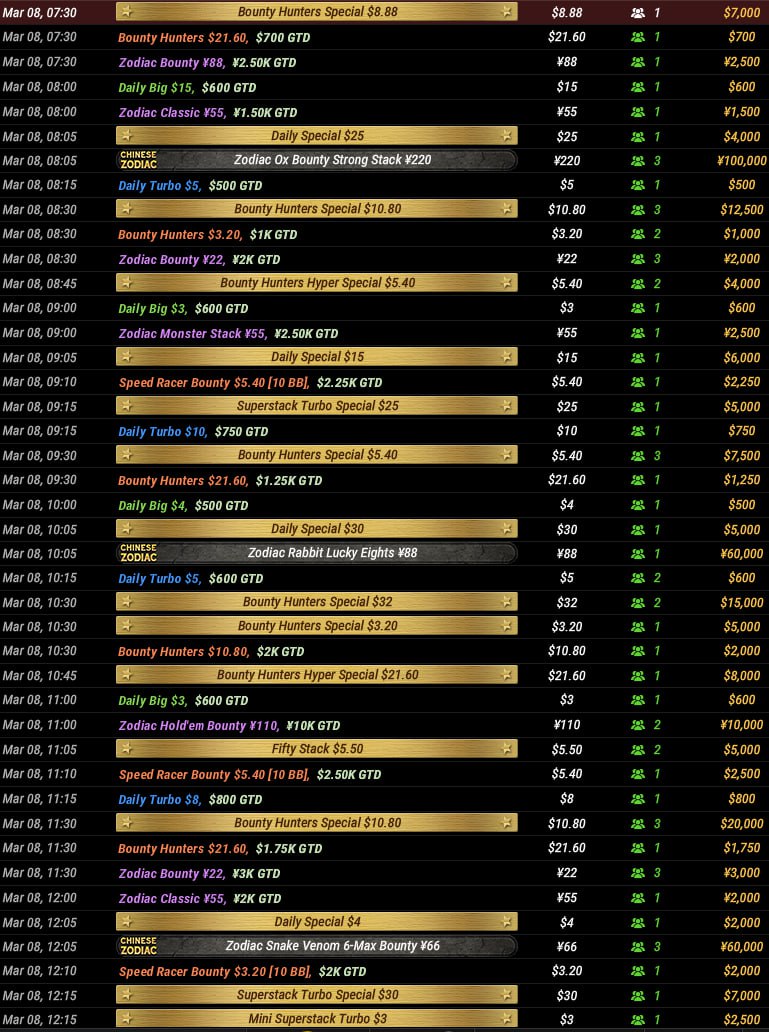 Mar 08, 07:30 Bounty Hunters Special $8.88 $8.88 1 $7,000
Mar 08, 07:30 Bounty Hunters $21.60, $700 GTD $21.60 1 $700
Mar 08, 07:30 Zodiac Bounty ¥88, ¥2.50K GTD ¥88 1 ¥2,500
Mar 08, 08:00 Daily Big $15, $600 GTD $15 1 $600
Mar 08, 08:00 Zodiac Classic ¥55, ¥1.50K GTD ¥55 1 ¥1,500
Mar 08, 08:05 Daily Special $25 $25 1 $4,000
Mar 08, 08:05 CHINESE ZODIAC Zodiac Ox Bounty Strong Stack ¥220 ¥220 3 ¥100,000
Mar 08, 08:15 Daily Turbo $5, $500 GTD $5 1 $500
Mar 08, 08:30 Bounty Hunters Special $10.80 $10.80 3 $12,500
Mar 08, 08:30 Bounty Hunters $3.20, $1K GTD $3.20 2 $1,000
Mar 08, 08:30 Zodiac Bounty ¥22, ¥2K GTD ¥22 3 ¥2,000
Mar 08, 08:45 Bounty Hunters Hyper Special $5.40 $5.40 2 $4,000
Mar 08, 09:00 Daily Big $3, $600 GTD $3 1 $600
Mar 08, 09:00 Zodiac Monster Stack ¥55, ¥2.50K GTD ¥55 1 ¥2,500
Mar 08, 09:05 Daily Special $15 $15 1 $6,000
Mar 08, 09:10 Speed Racer Bounty $5.40 [10 BB], $2.25K GTD $5.40 1 $2,250
Mar 08, 09:15 Superstack Turbo Special $25 $25 1 $5,000
Mar 08, 09:15 Daily Turbo $10, $750 GTD $10 1 $750
Mar 08, 09:30 Bounty Hunters Special $5.40 $5.40 3 $7,500
Mar 08, 09:30 Bounty Hunters $21.60, $1.25K GTD $21.60 1 $1,250
Mar 08, 10:00 Daily Big $4, $500 GTD $4 1 $500
Mar 08, 10:05 Daily Special $30 $30 1 $5,000
Mar 08, 10:05 CHINESE ZODIAC Zodiac Rabbit Lucky Eights ¥88 ¥88 1 ¥60,000
Mar 08, 10:15 Daily Turbo $5, $600 GTD $5 2 $600
Mar 08, 10:30 Bounty Hunters Special $32 $32 2 $15,000
Mar 08, 10:30 Bounty Hunters Special $3.20 $3.20 1 $5,000
Mar 08, 10:30 Bounty Hunters $10.80, $2K GTD $10.80 1 $2,000
Mar 08, 10:45 Bounty Hunters Hyper Special $21.60 $21.60 1 $8,000
Mar 08, 11:00 Daily Big $3, $600 GTD $3 1 $600
Mar 08, 11:00 Zodiac Hold'em Bounty ¥110, ¥10K GTD ¥110 2 ¥10,000
Mar 08, 11:05 Fifty Stack $5.50 $5.50 2 $5,000
Mar 08, 11:10 Speed Racer Bounty $5.40 [10 BB], $2.50K GTD $5.40 1 $2,500
Mar 08, 11:15 Daily Turbo $8, $800 GTD $8 1 $800
Mar 08, 11:30 Bounty Hunters Special $10.80 $10.80 3 $20,000
Mar 08, 11:30 Bounty Hunters $21.60, $1.75K GTD $21.60 1 $1,750
Mar 08, 11:30 Zodiac Bounty ¥22, ¥3K GTD ¥22 3 ¥3,000
Mar 08, 12:00 Zodiac Classic ¥55, ¥2K GTD ¥55 1 ¥2,000
Mar 08, 12:05 Daily Special $4 $4 1 $2,000
Mar 08, 12:05 CHINESE ZODIAC Zodiac Snake Venom 6-Max Bounty ¥66 ¥66 3 ¥60,000
Mar 08, 12:10 Speed Racer Bounty $3.20 [10 BB], $2K GTD $3.20 1 $2,000
Mar 08, 12:15 Superstack Turbo Special $30 $30 1 $7,000
Mar 08, 12:15 Mini Superstack Turbo $3 $3 1 $2,500